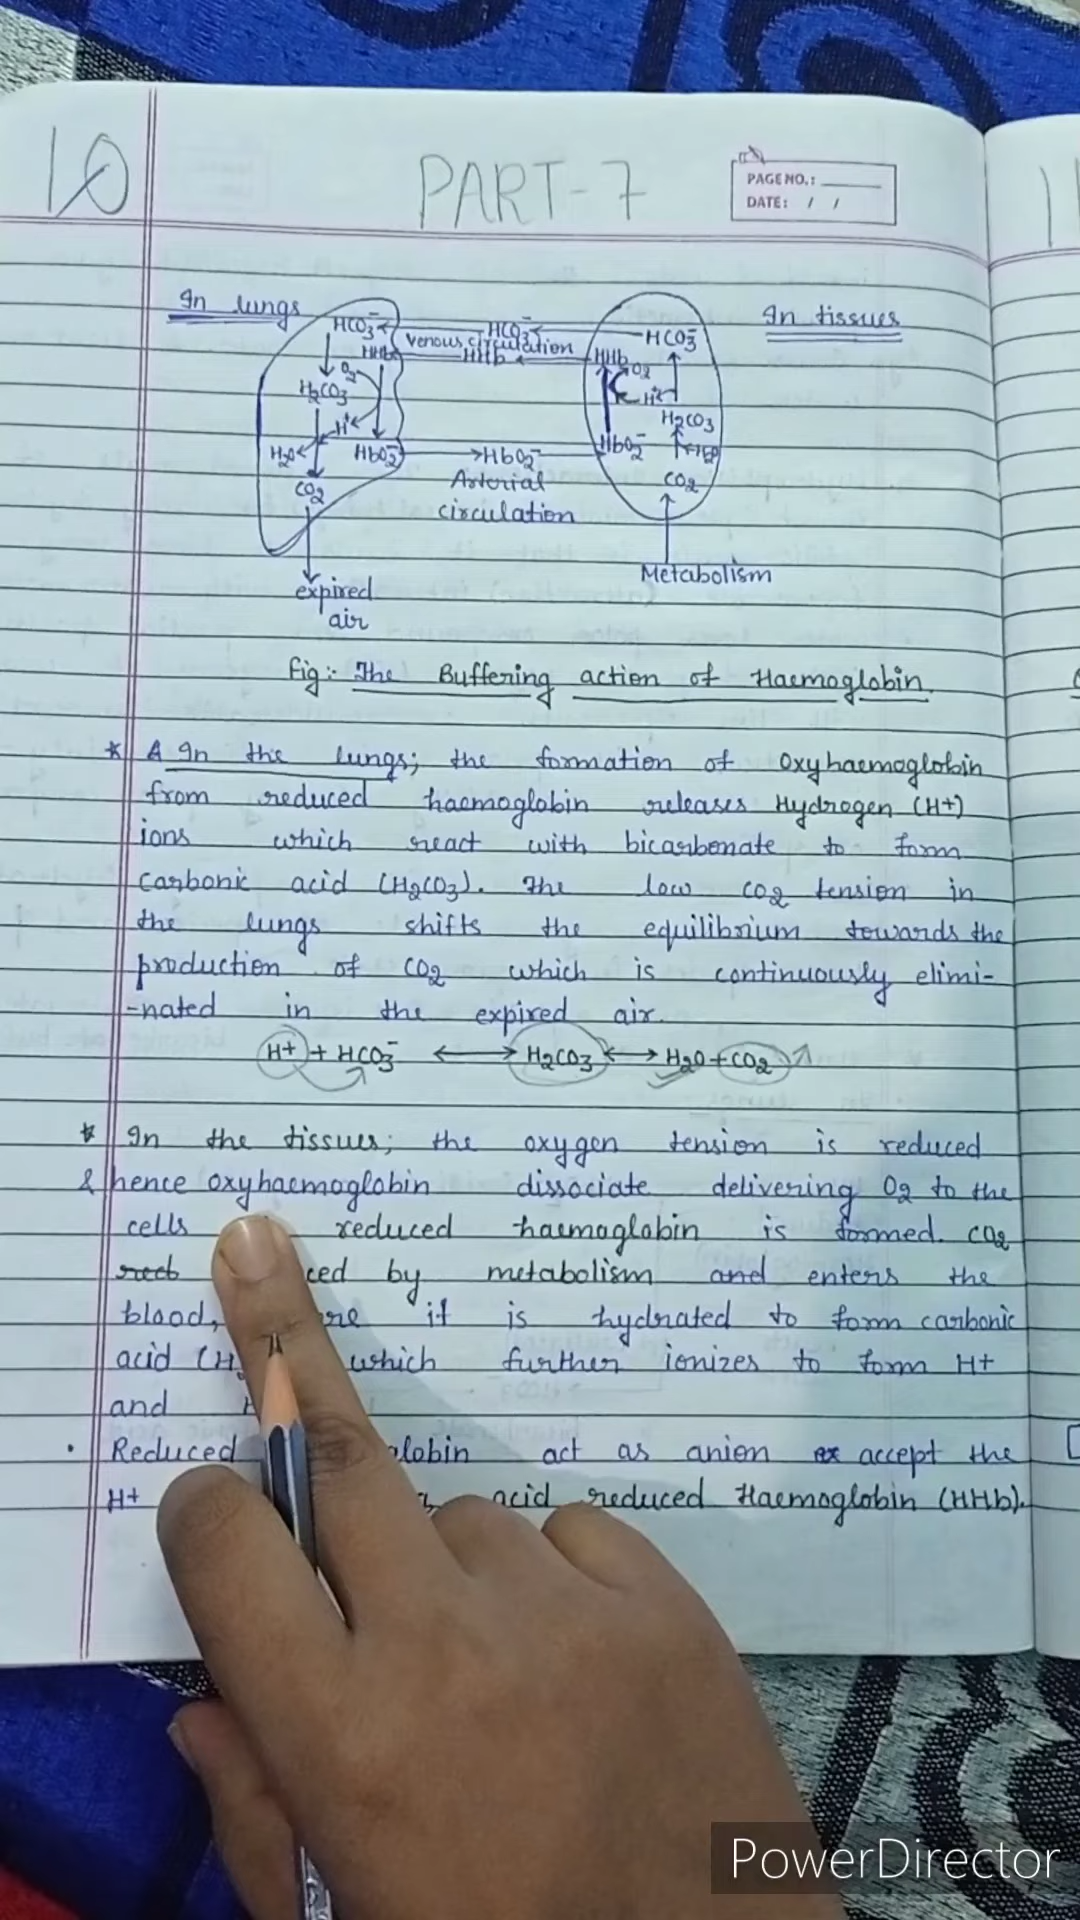 10
PART-7
PAGE NO.:
DATE: / /
In lungs
In tissues
HCO3⁻ HCO3⁻ HCO3⁻
venous circulation
HHb HHb HHb
O2 O2
H2CO3 H⁺ H⁺ H2CO3
H2O HbO2⁻ HbO2⁻ HbO2⁻
CO2 Arterial CO2
circulation
Metabolism
expired
air
Fig:- The Buffering action of Haemoglobin.
* In the lungs; the formation of Oxyhaemoglobin
from reduced haemoglobin releases Hydrogen (H+)
ions which react with bicarbonate to form
carbonic acid (H2CO3). The low CO2 tension in
the lungs shifts the equilibrium towards the
production of CO2 which is continuously elimi-
-nated in the expired air.
H+ + HCO3⁻ ⟷ H2CO3 ⟷ H2O + CO2 ↗
* In the tissues; the oxygen tension is reduced
& hence oxyhaemoglobin dissociate delivering O2 to the
cells reduced haemoglobin is formed. CO2
ced by metabolism and enters the
blood, re it is hydrated to form carbonic
acid (H which further ionizes to form H+
and H
• Reduced globin act as anion accept the
H+ acid reduced Haemoglobin (HHb).
PowerDirector